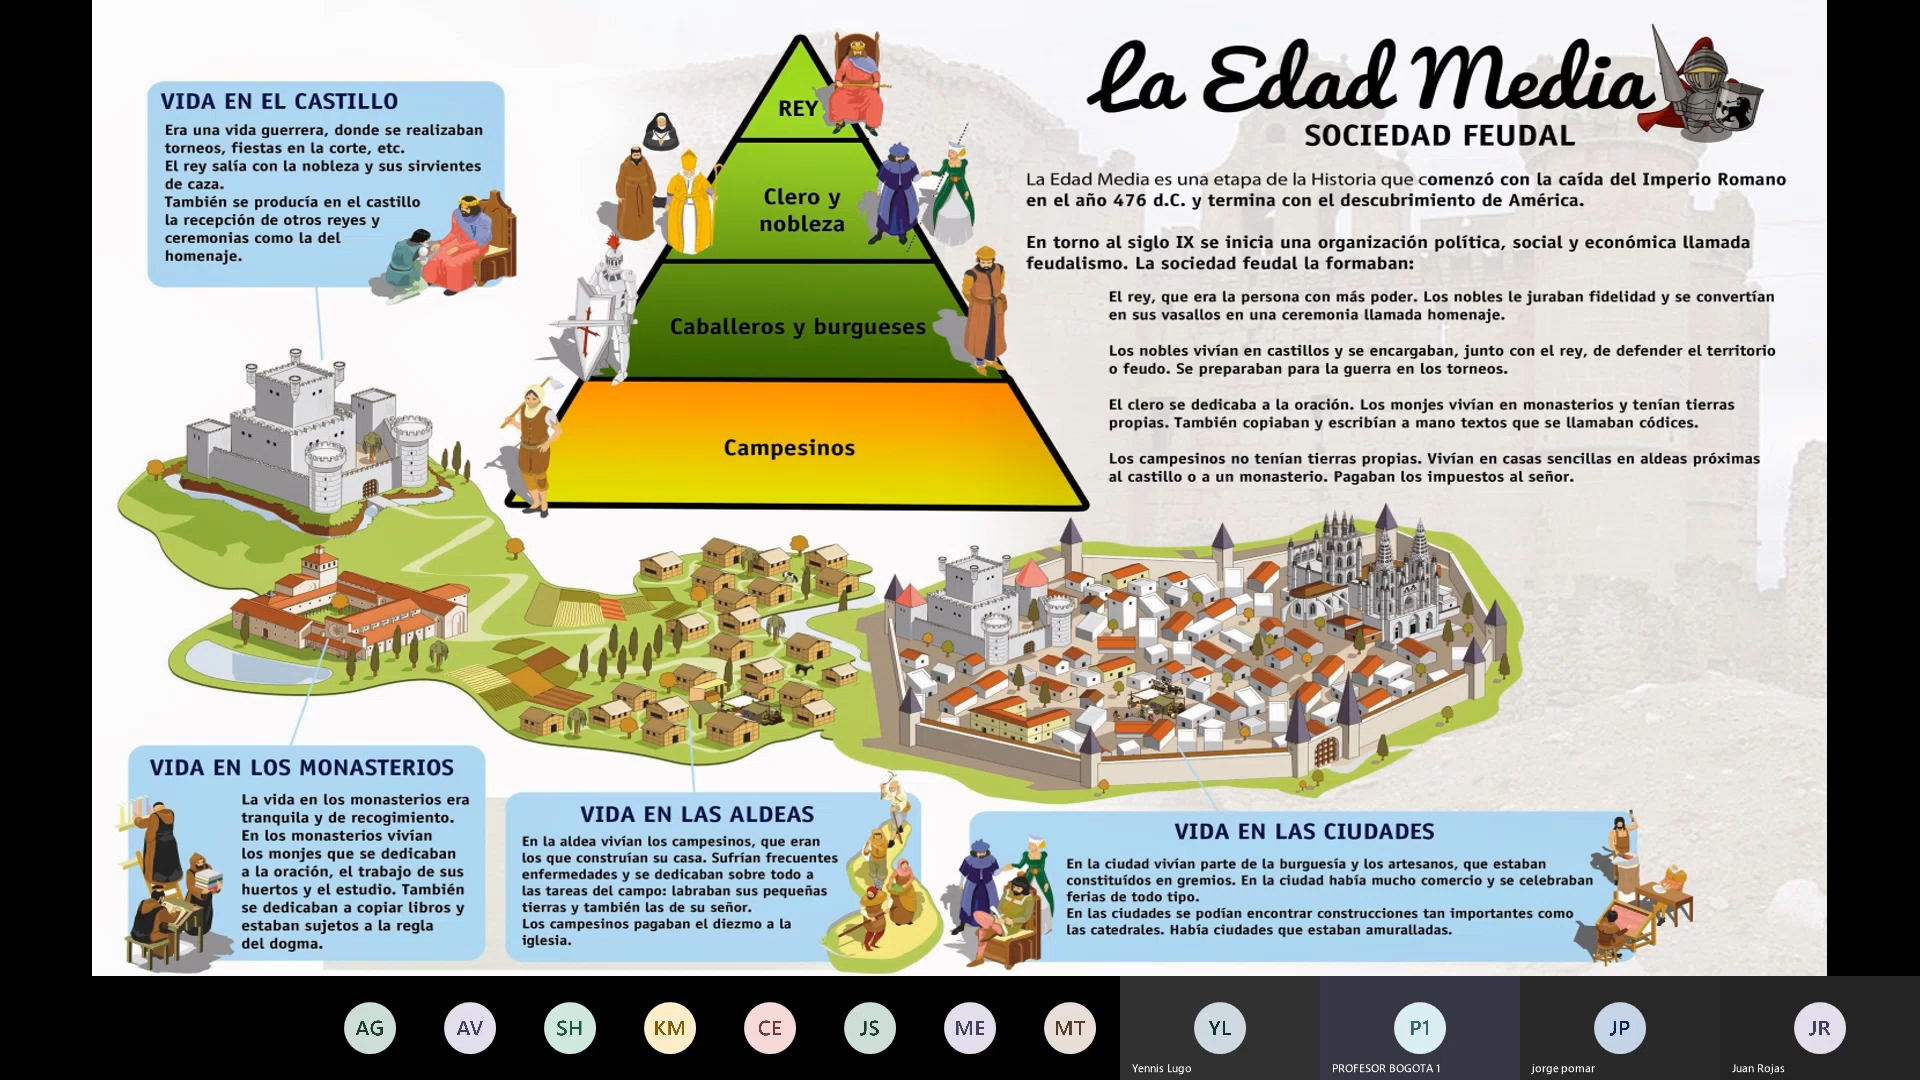 La Edad Media
SOCIEDAD FEUDAL
La Edad Media es una etapa de la Historia que comenzó con la caída del Imperio Romano
en el año 476 d.C. y termina con el descubrimiento de América.
En torno al siglo IX se inicia una organización política, social y económica llamada
feudalismo. La sociedad feudal la formaban:
El rey, que era la persona con más poder. Los nobles le juraban fidelidad y se convertían
en sus vasallos en una ceremonia llamada homenaje.
Los nobles vivían en castillos y se encargaban, junto con el rey, de defender el territorio
o feudo. Se preparaban para la guerra en los torneos.
El clero se dedicaba a la oración. Los monjes vivían en monasterios y tenían tierras
propias. También copiaban y escribían a mano textos que se llamaban códices.
Los campesinos no tenían tierras propias. Vivían en casas sencillas en aldeas próximas
al castillo o a un monasterio. Pagaban los impuestos al señor.
VIDA EN EL CASTILLO
Era una vida guerrera, donde se realizaban
torneos, fiestas en la corte, etc.
El rey salía con la nobleza y sus sirvientes
de caza.
También se producía en el castillo
la recepción de otros reyes y
ceremonias como la del
homenaje.
REY
Clero y
nobleza
Caballeros y burgueses
Campesinos
VIDA EN LOS MONASTERIOS
La vida en los monasterios era
tranquila y de recogimiento.
En los monasterios vivían
los monjes que se dedicaban
a la oración, el trabajo de sus
huertos y el estudio. También
se dedicaban a copiar libros y
estaban sujetos a la regla
del dogma.
VIDA EN LAS ALDEAS
En la aldea vivían los campesinos, que eran
los que construían su casa. Sufrían frecuentes
enfermedades y se dedicaban sobre todo a
las tareas del campo: labraban sus pequeñas
tierras y también las de su señor.
Los campesinos pagaban el diezmo a la
iglesia.
VIDA EN LAS CIUDADES
En la ciudad vivían parte de la burguesía y los artesanos, que estaban
constituídos en gremios. En la ciudad había mucho comercio y se celebraban
ferias de todo tipo.
En las ciudades se podían encontrar construcciones tan importantes como
las catedrales. Había ciudades que estaban amuralladas.
AG
AV
SH
KM
CE
JS
ME
MT
YL
P1
JP
JR
Yennis Lugo
PROFESOR BOGOTA 1
jorge pomar
Juan Rojas